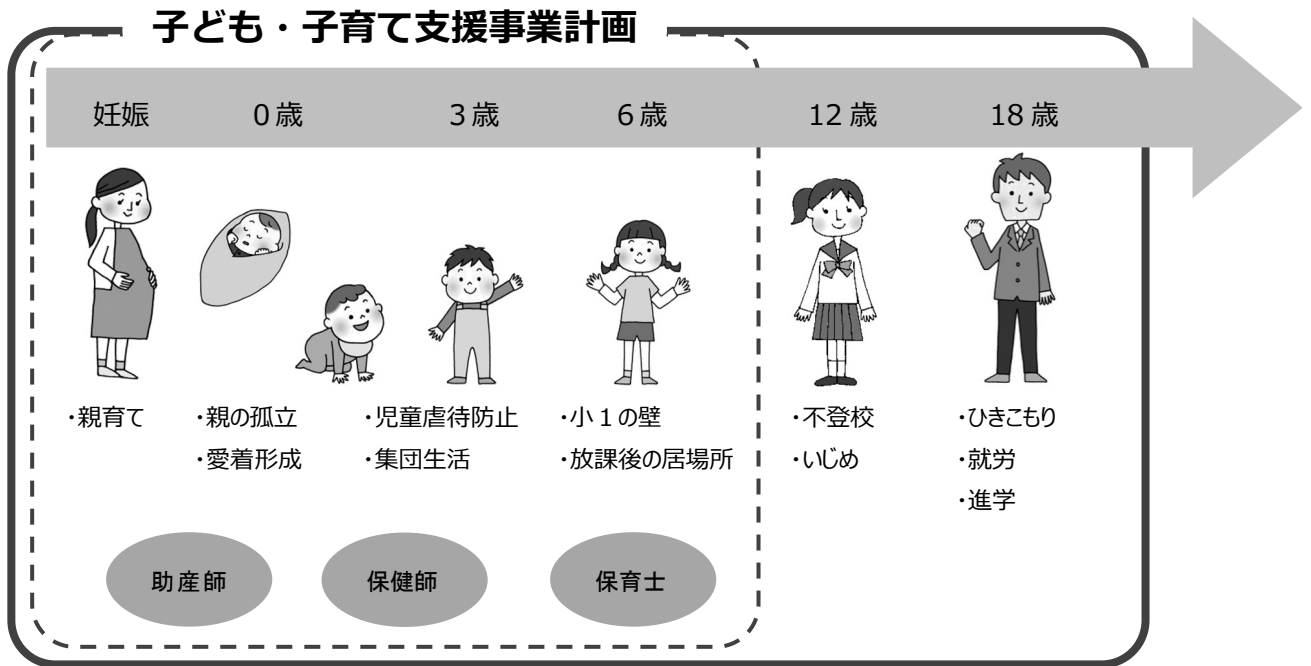 子ども・子育て支援事業計画
妊娠 0歳 3歳 6歳 12歳 18歳
・親育て ・親の孤立 ・児童虐待防止 ・小1の壁 ・不登校 ・ひきこもり
・愛着形成 ・集団生活 ・放課後の居場所 ・いじめ ・就労
・進学
助産師 保健師 保育士